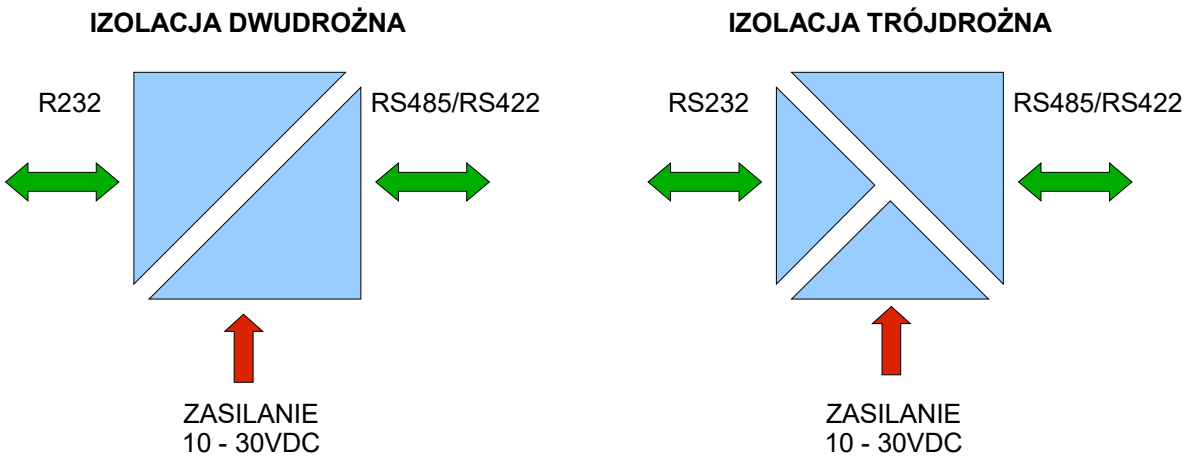 IZOLACJA DWUDROŻNA
R232
RS485/RS422
ZASILANIE
10 - 30VDC
IZOLACJA TRÓJDROŻNA
RS232
RS485/RS422
ZASILANIE
10 - 30VDC